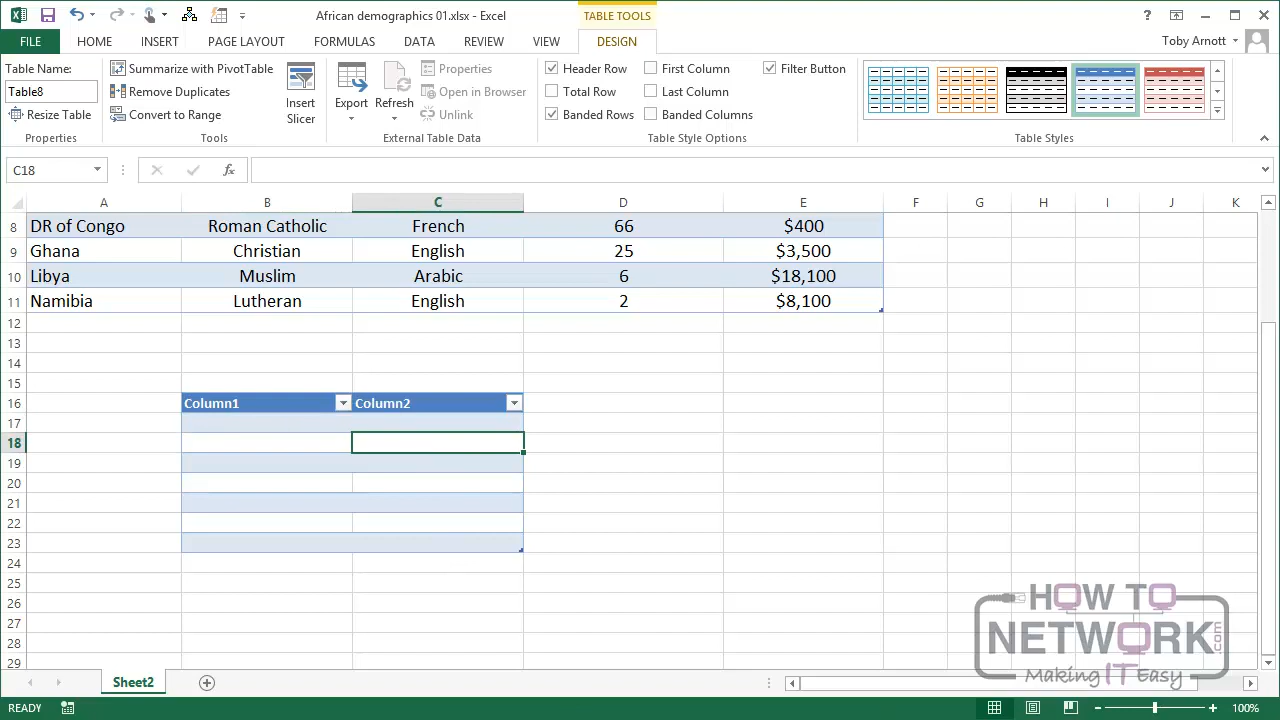 African demographics 01.xlsx - Excel
TABLE TOOLS
?
FILE HOME INSERT PAGE LAYOUT FORMULAS DATA REVIEW VIEW DESIGN Toby Arnott
Table Name:
Table8
Resize Table
Properties
Summarize with PivotTable
Remove Duplicates
Convert to Range
Insert
Slicer
Tools
Export
Refresh
Properties
Open in Browser
Unlink
External Table Data
Header Row
Total Row
Banded Rows
First Column
Last Column
Banded Columns
Filter Button
Table Style Options
Table Styles
C18 fx
A B C D E F G H I J K
8 DR of Congo Roman Catholic French 66 $400
9 Ghana Christian English 25 $3,500
10 Libya Muslim Arabic 6 $18,100
11 Namibia Lutheran English 2 $8,100
12
13
14
15
16 Column1 Column2
17
18
19
20
21
22
23
24
25
26
27
28
29
HOW TO
NETWORK.com
Making IT Easy
Sheet2
READY 100%